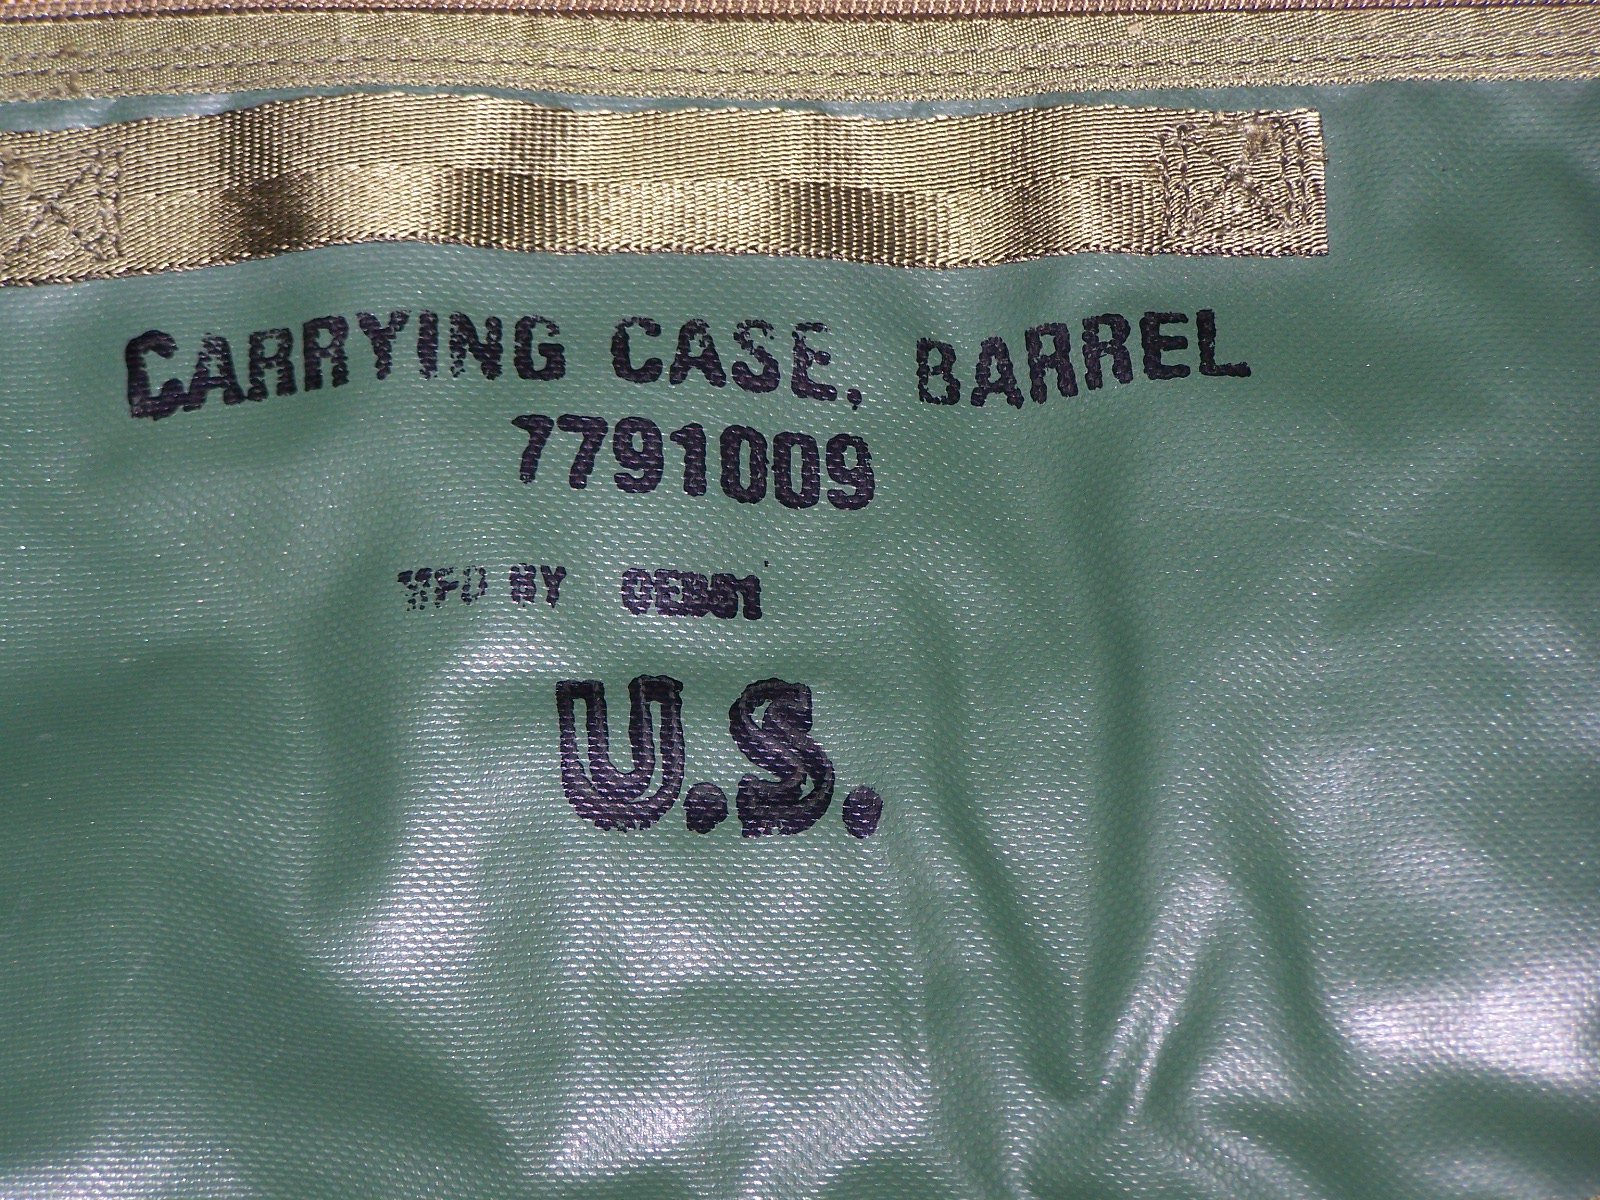 CARRYING CASE, BARREL
7791009
MFD BY
U.S.